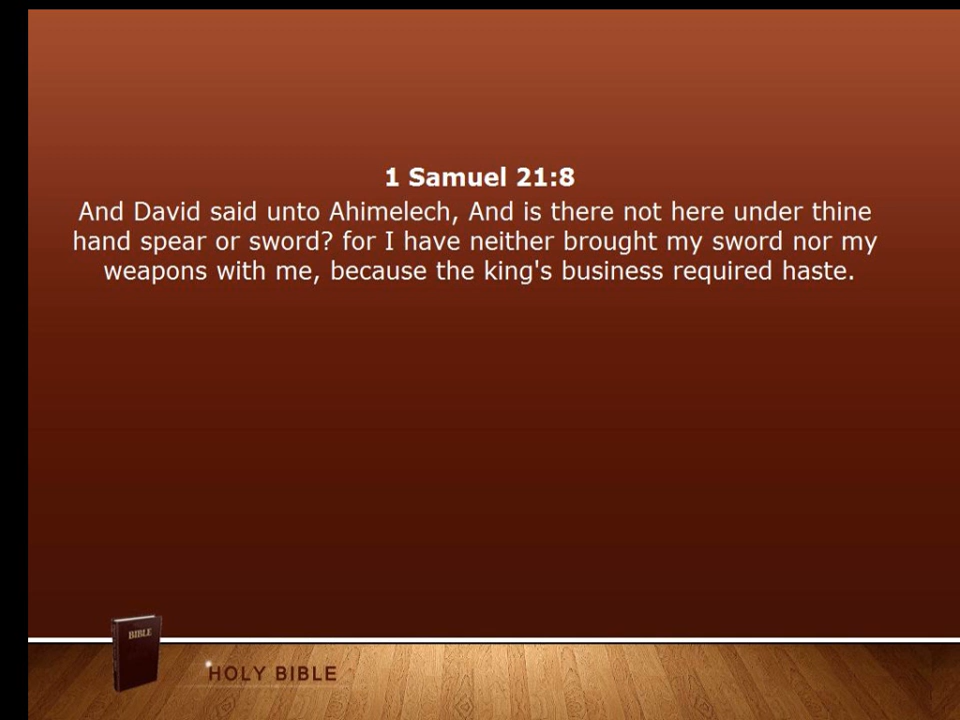 1 Samuel 21:8
And David said unto Ahimelech, And is there not here under thine
hand spear or sword? for I have neither brought my sword nor my
weapons with me, because the king's business required haste.
BIBLE
HOLY BIBLE